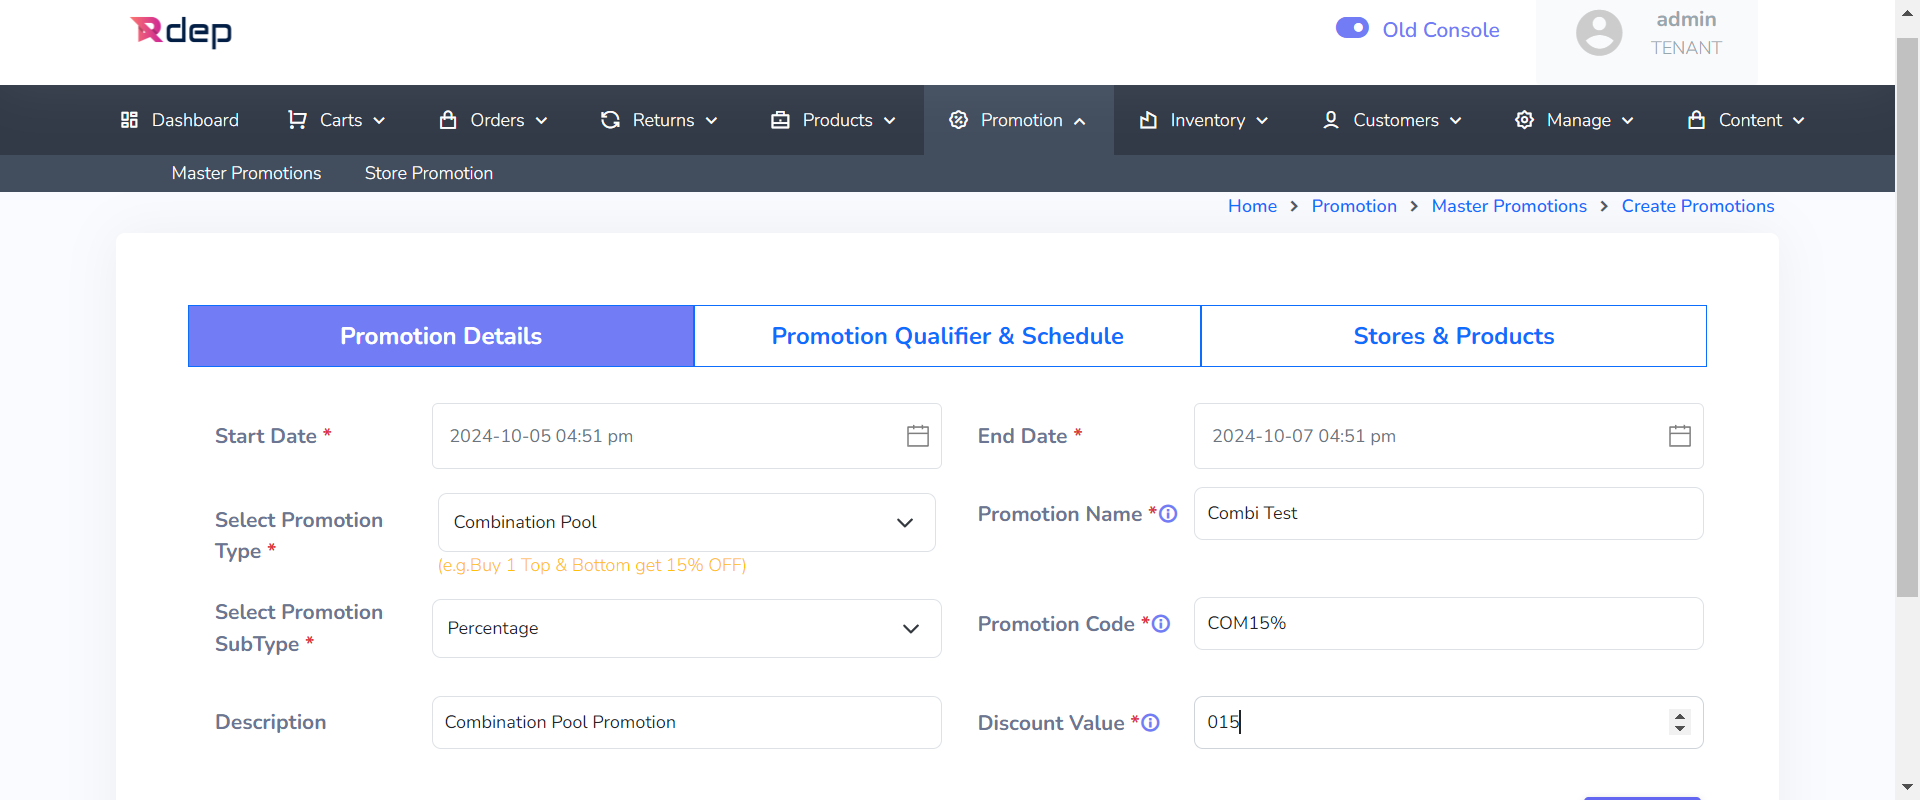 Rdep
Old Console
admin
TENANT
Dashboard Carts Orders Returns Products Promotion Inventory Customers Manage Content
Master Promotions Store Promotion
Home > Promotion > Master Promotions > Create Promotions
Promotion Details Promotion Qualifier & Schedule Stores & Products
Start Date * 2024-10-05 04:51 pm End Date * 2024-10-07 04:51 pm
Select Promotion
Type * Combination Pool Promotion Name * Combi Test
(e.g.Buy 1 Top & Bottom get 15% OFF)
Select Promotion
SubType * Percentage Promotion Code * COM15%
Description Combination Pool Promotion Discount Value * 015